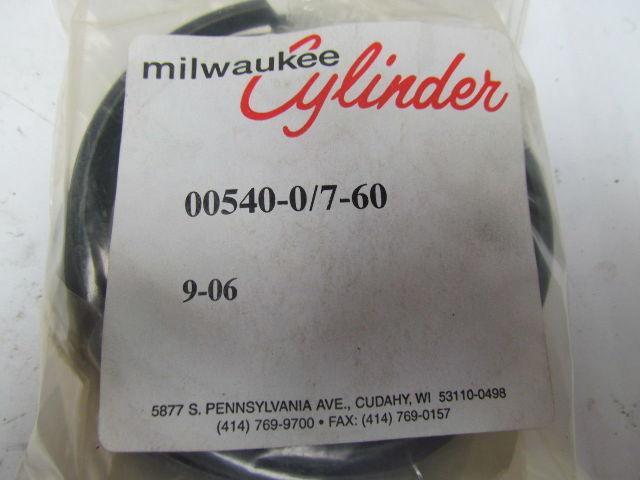 milwaukee Cylinder
00540-0/7-60
9-06
5877 S. PENNSYLVANIA AVE., CUDAHY, WI 53110-0498
(414) 769-9700 • FAX: (414) 769-0157